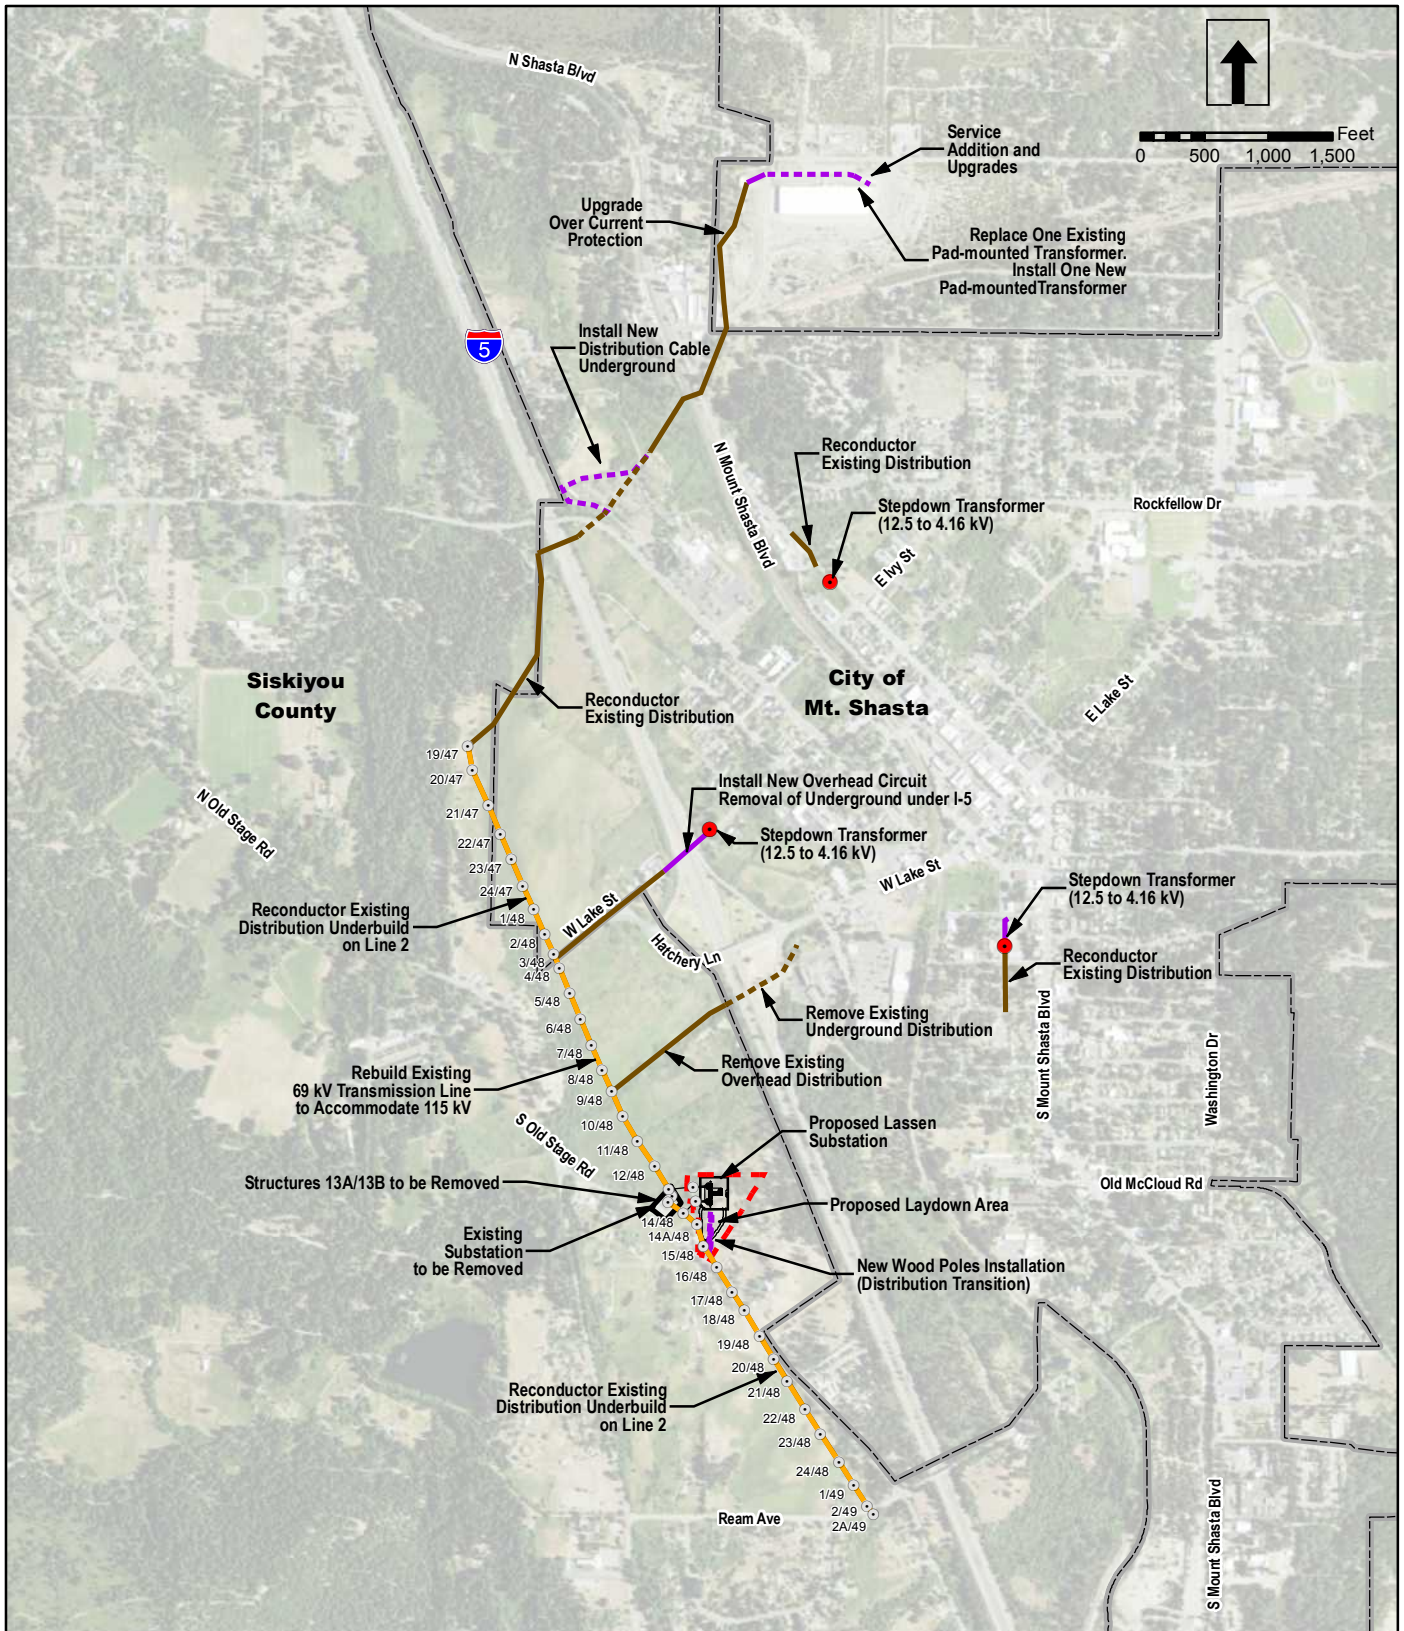 N Shasta Blvd
Feet
0 500 1,000 1,500
Service
Addition and
Upgrades
Upgrade
Over Current
Protection
Replace One Existing
Pad-mounted Transformer.
Install One New
Pad-mountedTransformer
Install New
Distribution Cable
Underground
5
N Mount Shasta Blvd
Reconductor
Existing Distribution
Stepdown Transformer
(12.5 to 4.16 kV)
Rockfellow Dr
E Ivy St
Siskiyou
County
City of
Mt. Shasta
E Lake St
Reconductor
Existing Distribution
19/47
20/47
21/47
22/47
23/47
24/47
1/48
2/48
3/48
4/48
5/48
6/48
7/48
8/48
9/48
10/48
11/48
12/48
N Old Stage Rd
Install New Overhead Circuit
Removal of Underground under I-5
Stepdown Transformer
(12.5 to 4.16 kV)
W Lake St
Stepdown Transformer
(12.5 to 4.16 kV)
Reconductor Existing
Distribution Underbuild
on Line 2
W Lake St
Hatchery Ln
Reconductor
Existing Distribution
Remove Existing
Underground Distribution
S Mount Shasta Blvd
Washington Dr
Rebuild Existing
69 kV Transmission Line
to Accommodate 115 kV
Remove Existing
Overhead Distribution
S Old Stage Rd
Proposed Lassen
Substation
Structures 13A/13B to be Removed
Old McCloud Rd
Proposed Laydown Area
Existing
Substation
to be Removed
14/48
14A/48
15/48
16/48
17/48
18/48
19/48
20/48
21/48
22/48
23/48
24/48
1/49
2/49
2A/49
New Wood Poles Installation
(Distribution Transition)
Reconductor Existing
Distribution Underbuild
on Line 2
Ream Ave
S Mount Shasta Blvd